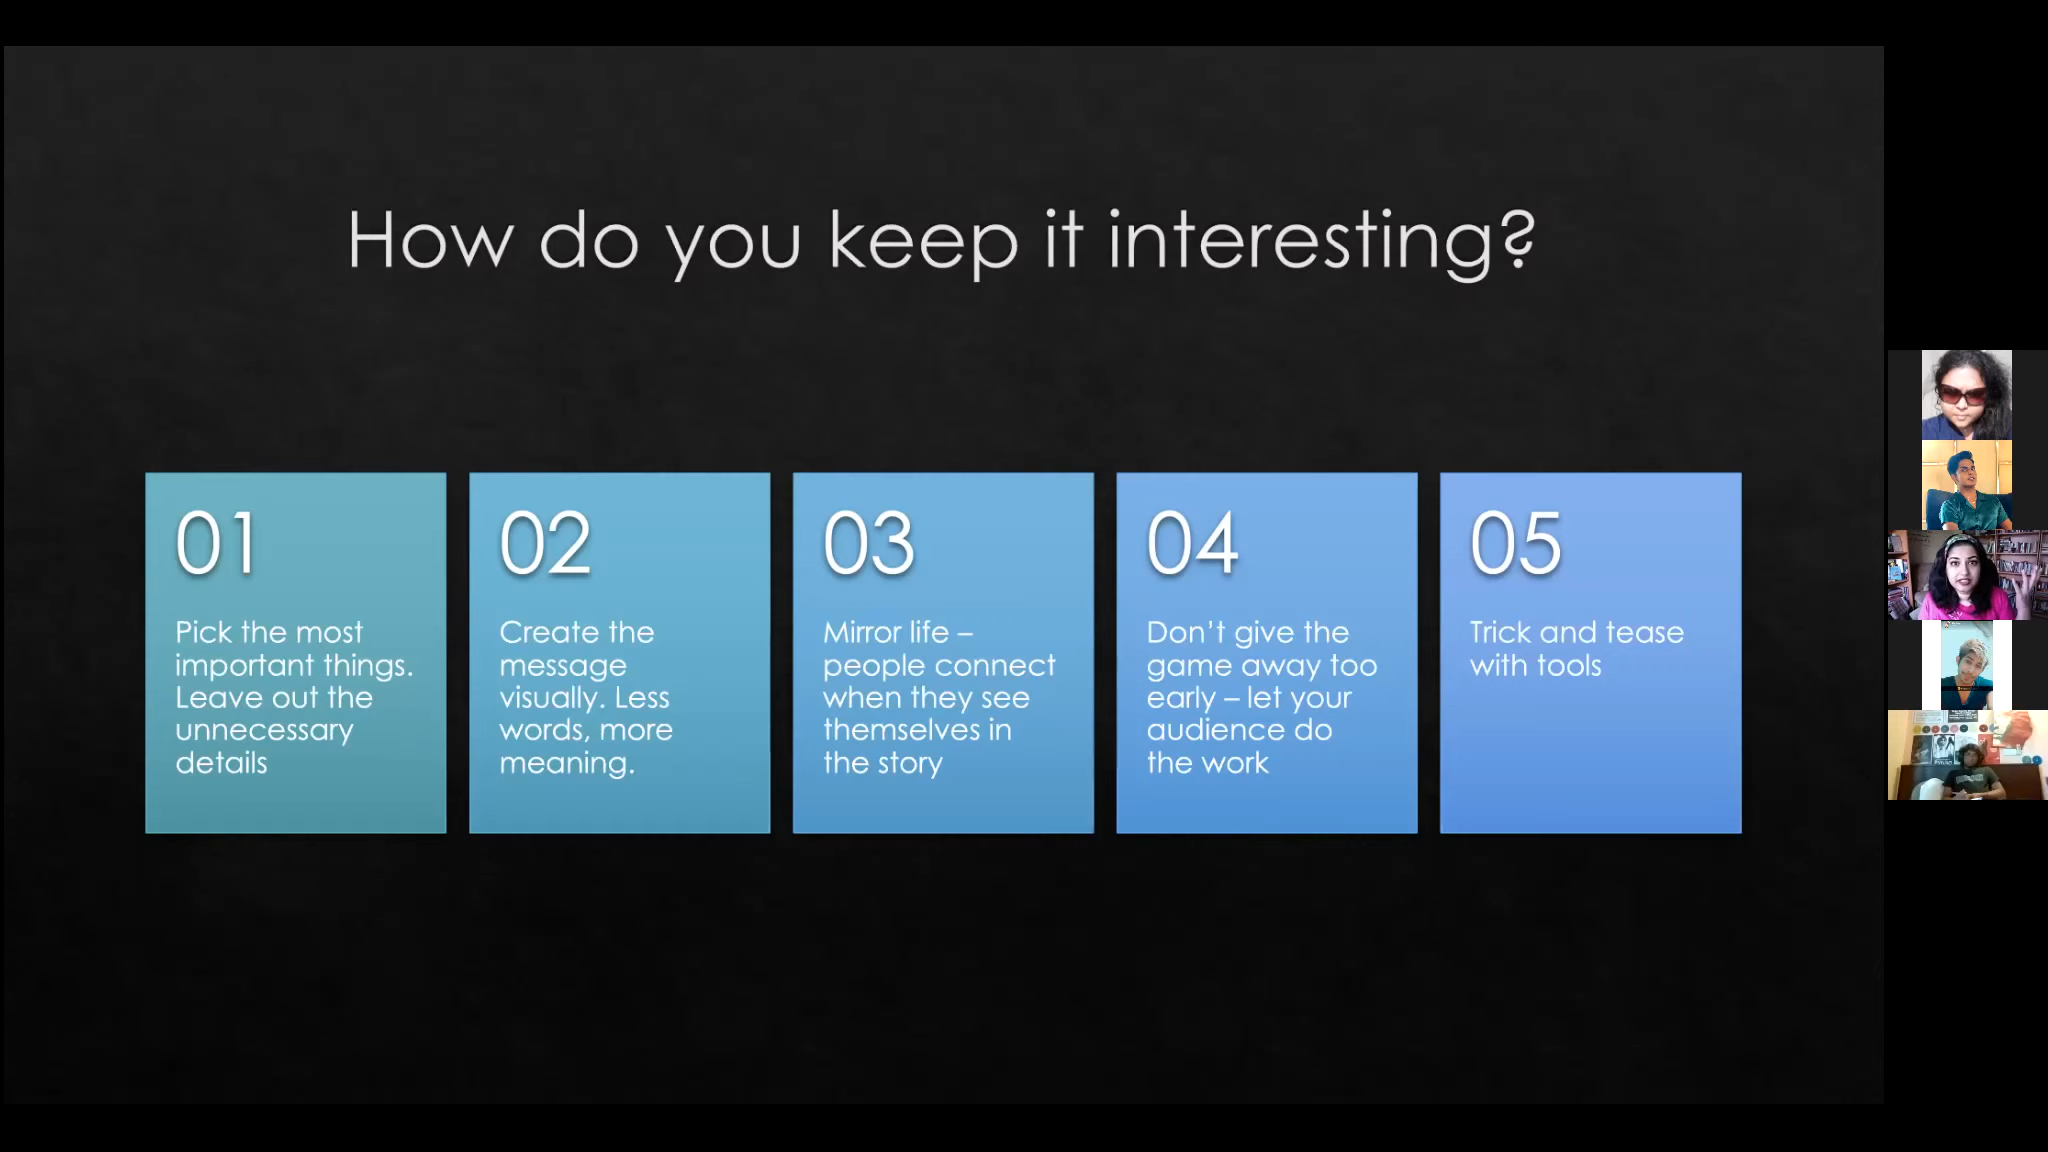 How do you keep it interesting?
01
Pick the most
important things.
Leave out the
unnecessary
details
02
Create the
message
visually. Less
words, more
meaning.
03
Mirror life –
people connect
when they see
themselves in
the story
04
Don’t give the
game away too
early – let your
audience do
the work
05
Trick and tease
with tools